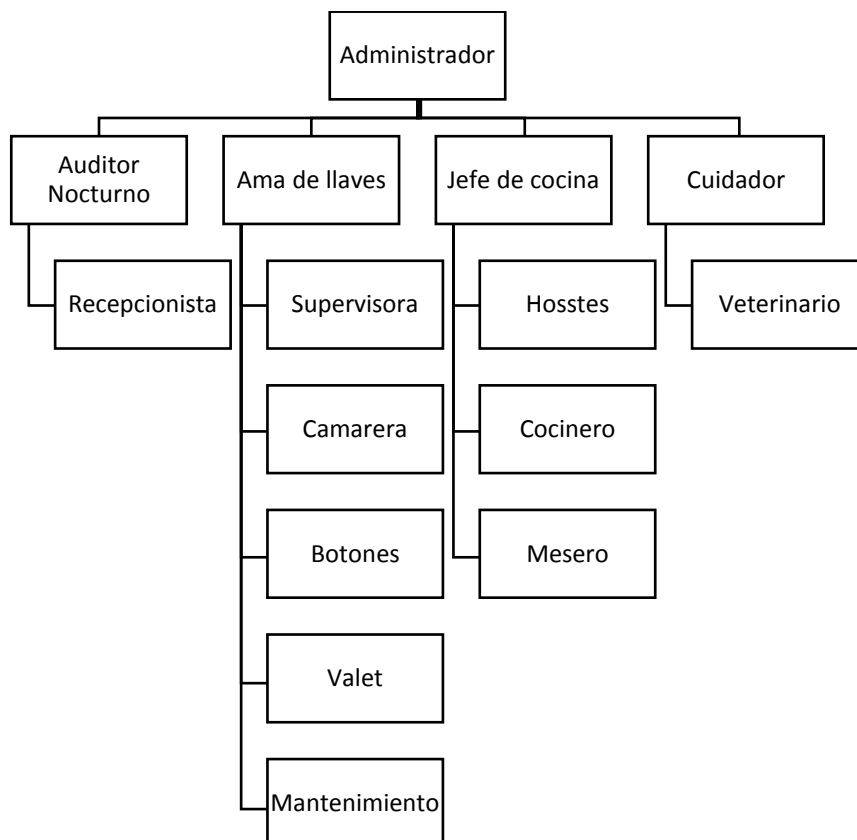 Administrador
Auditor
Nocturno
Ama de llaves
Jefe de cocina
Cuidador
Recepcionista
Supervisora
Hosstes
Veterinario
Camarera
Cocinero
Botones
Mesero
Valet
Mantenimiento